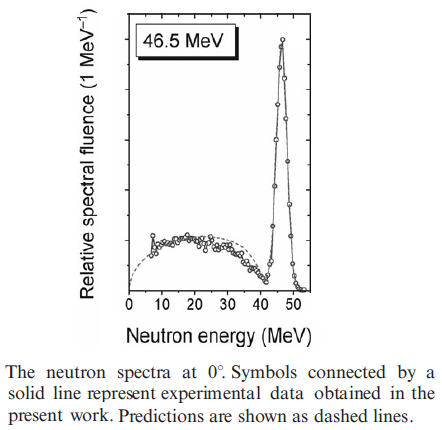 46.5 MeV
Relative spectral fluence (1 MeV⁻¹)
0 10 20 30 40 50
Neutron energy (MeV)
The neutron spectra at 0°. Symbols connected by a
solid line represent experimental data obtained in the
present work. Predictions are shown as dashed lines.